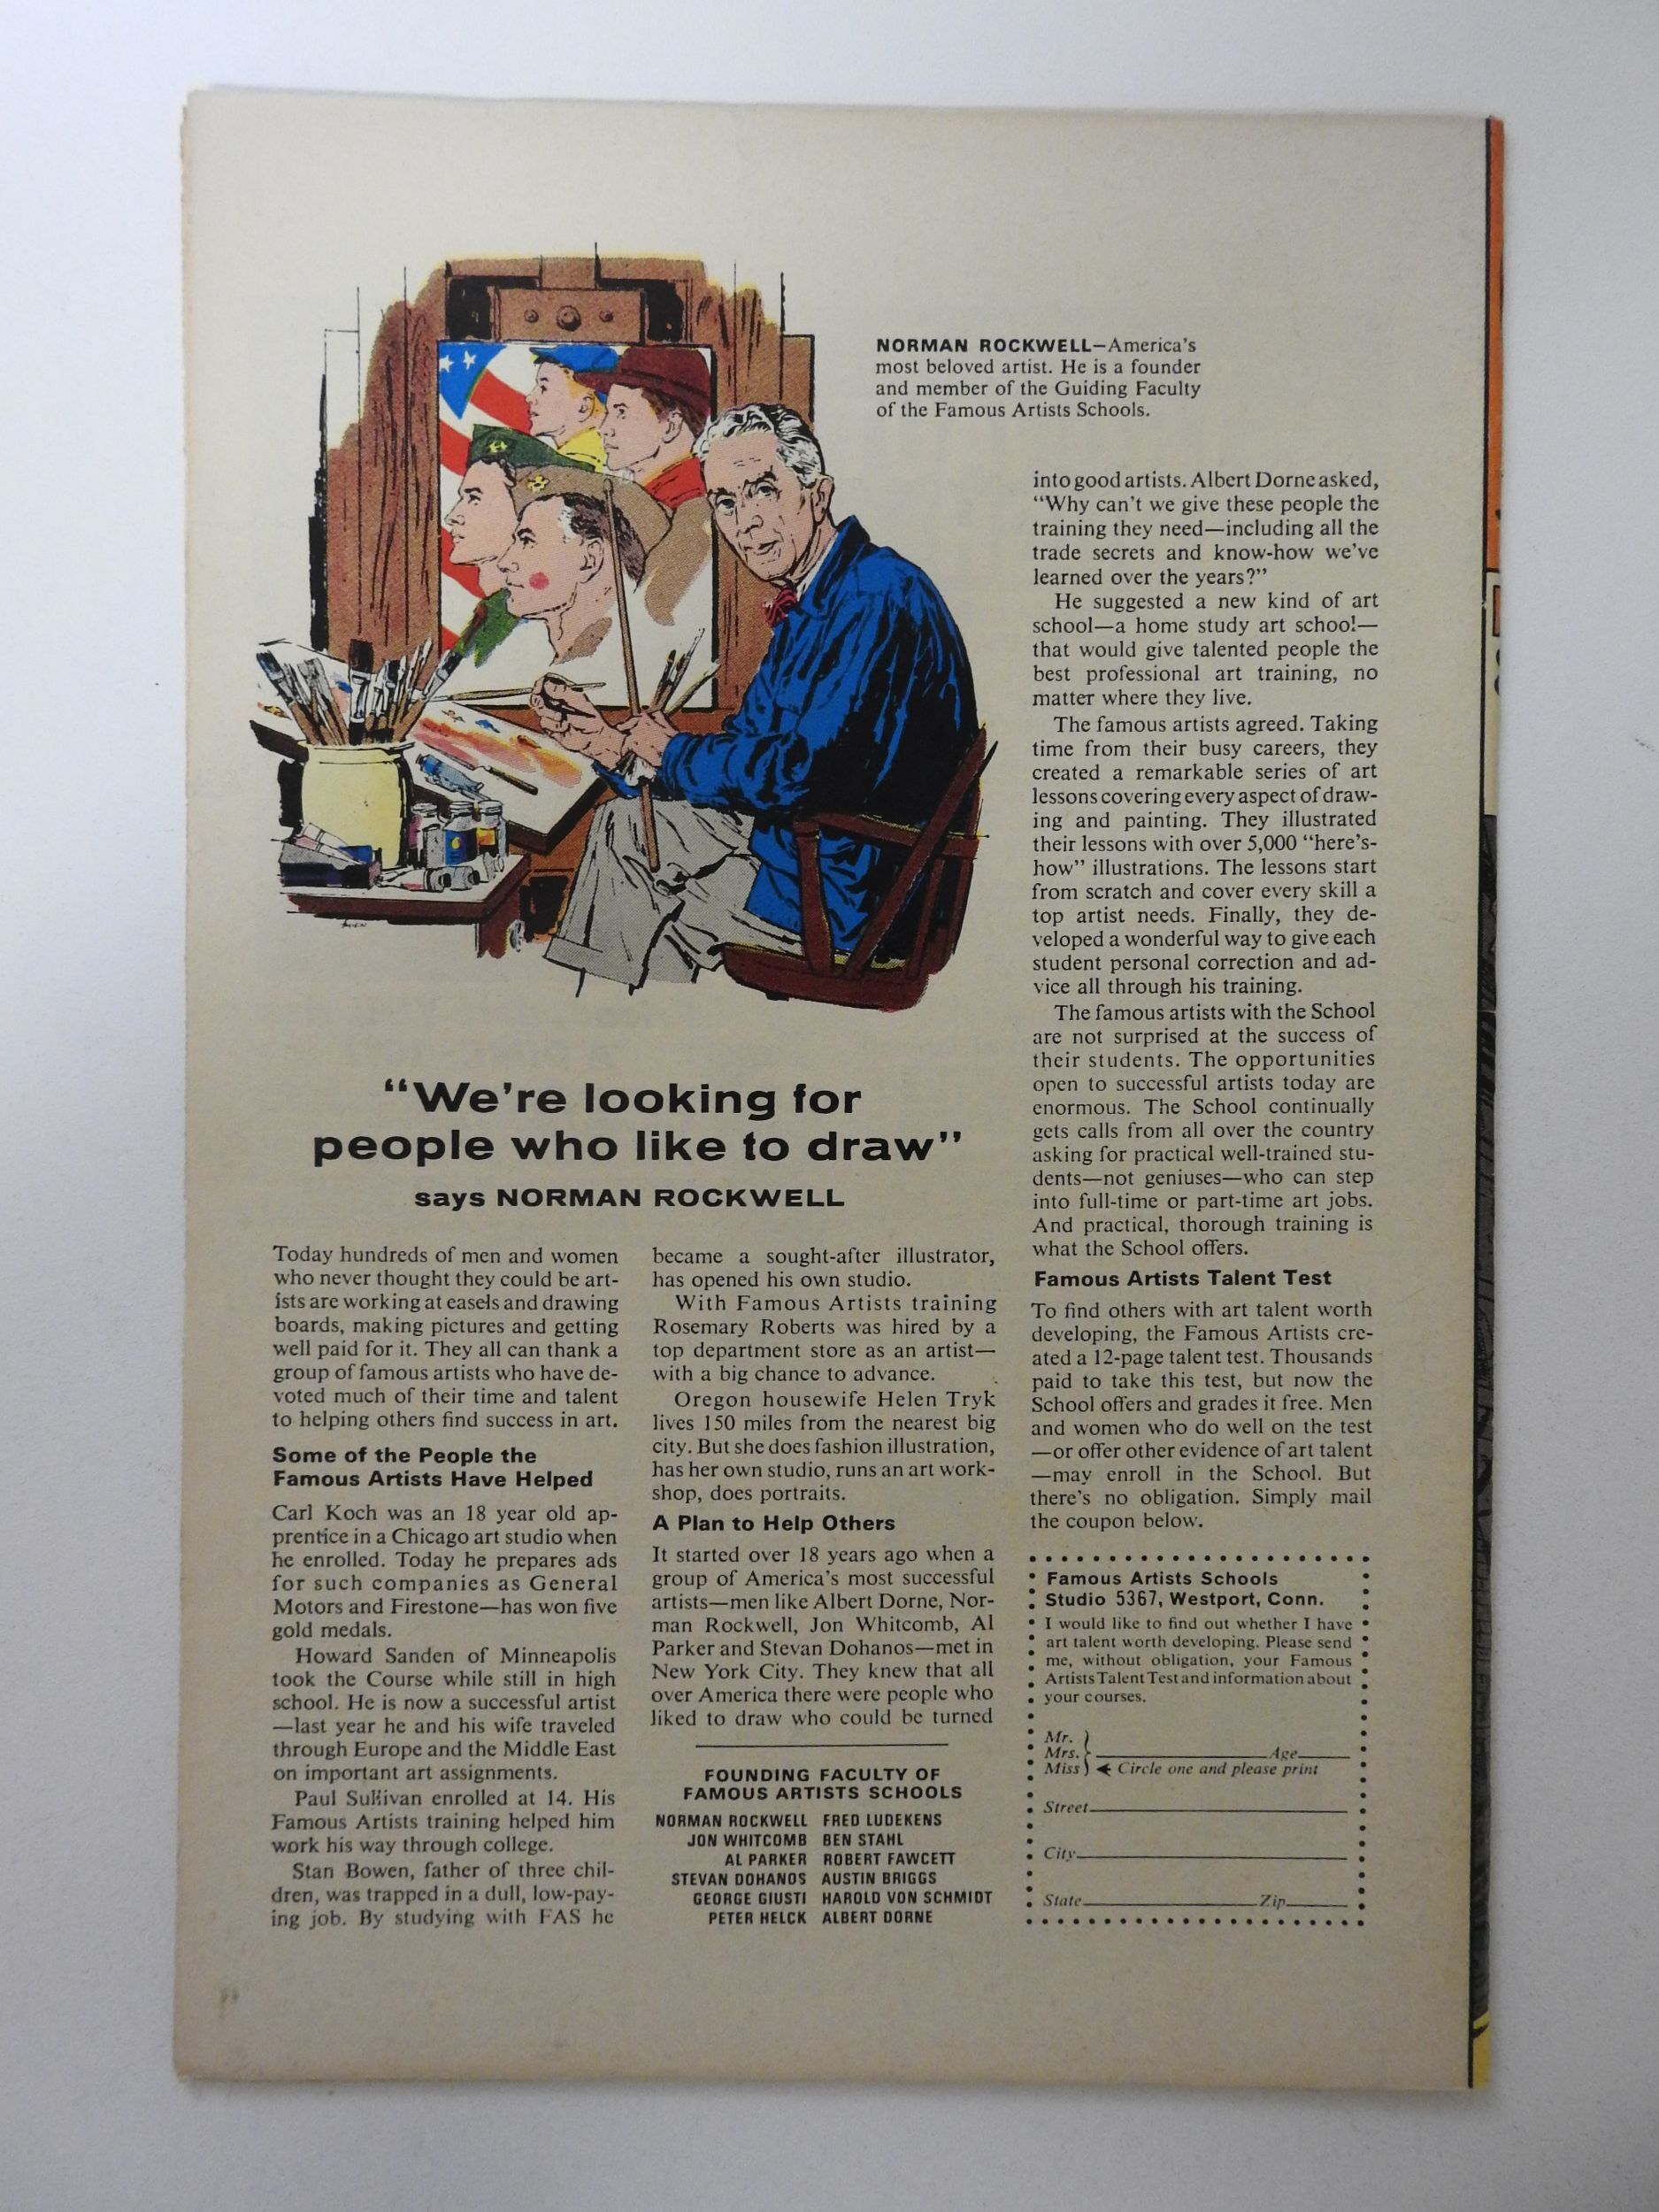 NORMAN ROCKWELL—America's
most beloved artist. He is a founder
and member of the Guiding Faculty
of the Famous Artists Schools.
"We're looking for
people who like to draw"
says NORMAN ROCKWELL
Today hundreds of men and women
who never thought they could be art-
ists are working at easels and drawing
boards, making pictures and getting
well paid for it. They all can thank a
group of famous artists who have de-
voted much of their time and talent
to helping others find success in art.
Some of the People the
Famous Artists Have Helped
Carl Koch was an 18 year old ap-
prentice in a Chicago art studio when
he enrolled. Today he prepares ads
for such companies as General
Motors and Firestone—has won five
gold medals.
Howard Sanden of Minneapolis
took the Course while still in high
school. He is now a successful artist
—last year he and his wife traveled
through Europe and the Middle East
on important art assignments.
Paul Sullivan enrolled at 14. His
Famous Artists training helped him
work his way through college.
Stan Bowen, father of three chil-
dren, was trapped in a dull, low-pay-
ing job. By studying with FAS he
became a sought-after illustrator,
has opened his own studio.
With Famous Artists training
Rosemary Roberts was hired by a
top department store as an artist—
with a big chance to advance.
Oregon housewife Helen Tryk
lives 150 miles from the nearest big
city. But she does fashion illustration,
has her own studio, runs an art work-
shop, does portraits.
A Plan to Help Others
It started over 18 years ago when a
group of America's most successful
artists—men like Albert Dorne, Nor-
man Rockwell, Jon Whitcomb, Al
Parker and Stevan Dohanos—met in
New York City. They knew that all
over America there were people who
liked to draw who could be turned
FOUNDING FACULTY OF
FAMOUS ARTISTS SCHOOLS
NORMAN ROCKWELL FRED LUDEKENS
JON WHITCOMB BEN STAHL
AL PARKER ROBERT FAWCETT
STEVAN DOHANOS AUSTIN BRIGGS
GEORGE GIUSTI HAROLD VON SCHMIDT
PETER HELCK ALBERT DORNE
into good artists. Albert Dorne asked,
"Why can't we give these people the
training they need—including all the
trade secrets and know-how we've
learned over the years?"
He suggested a new kind of art
school—a home study art school—
that would give talented people the
best professional art training, no
matter where they live.
The famous artists agreed. Taking
time from their busy careers, they
created a remarkable series of art
lessons covering every aspect of draw-
ing and painting. They illustrated
their lessons with over 5,000 "here's-
how" illustrations. The lessons start
from scratch and cover every skill a
top artist needs. Finally, they de-
veloped a wonderful way to give each
student personal correction and ad-
vice all through his training.
The famous artists with the School
are not surprised at the success of
their students. The opportunities
open to successful artists today are
enormous. The School continually
gets calls from all over the country
asking for practical well-trained stu-
dents—not geniuses—who can step
into full-time or part-time art jobs.
And practical, thorough training is
what the School offers.
Famous Artists Talent Test
To find others with art talent worth
developing, the Famous Artists cre-
ated a 12-page talent test. Thousands
paid to take this test, but now the
School offers and grades it free. Men
and women who do well on the test
—or offer other evidence of art talent
—may enroll in the School. But
there's no obligation. Simply mail
the coupon below.
Famous Artists Schools
Studio 5367, Westport, Conn.
I would like to find out whether I have
art talent worth developing. Please send
me, without obligation, your Famous
Artists Talent Test and information about
your courses.
Mr.
Mrs. Age
Miss Circle one and please print
Street
City
State Zip